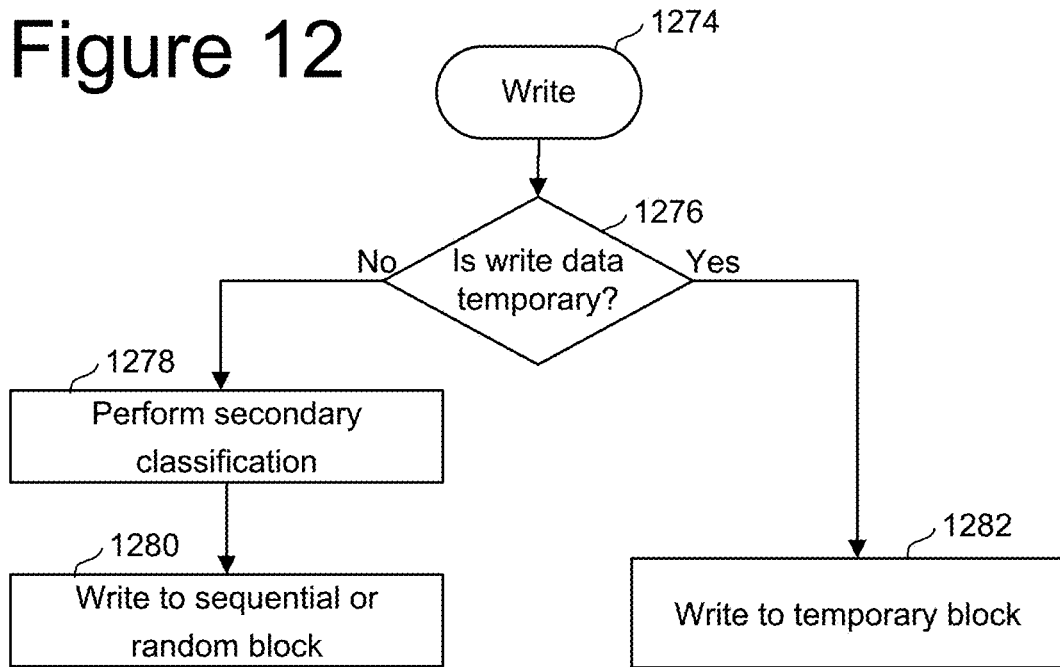 Figure 12
1274
Write
1276
Is write data
temporary?
No
Yes
1278
Perform secondary
classification
1280
Write to sequential or
random block
1282
Write to temporary block